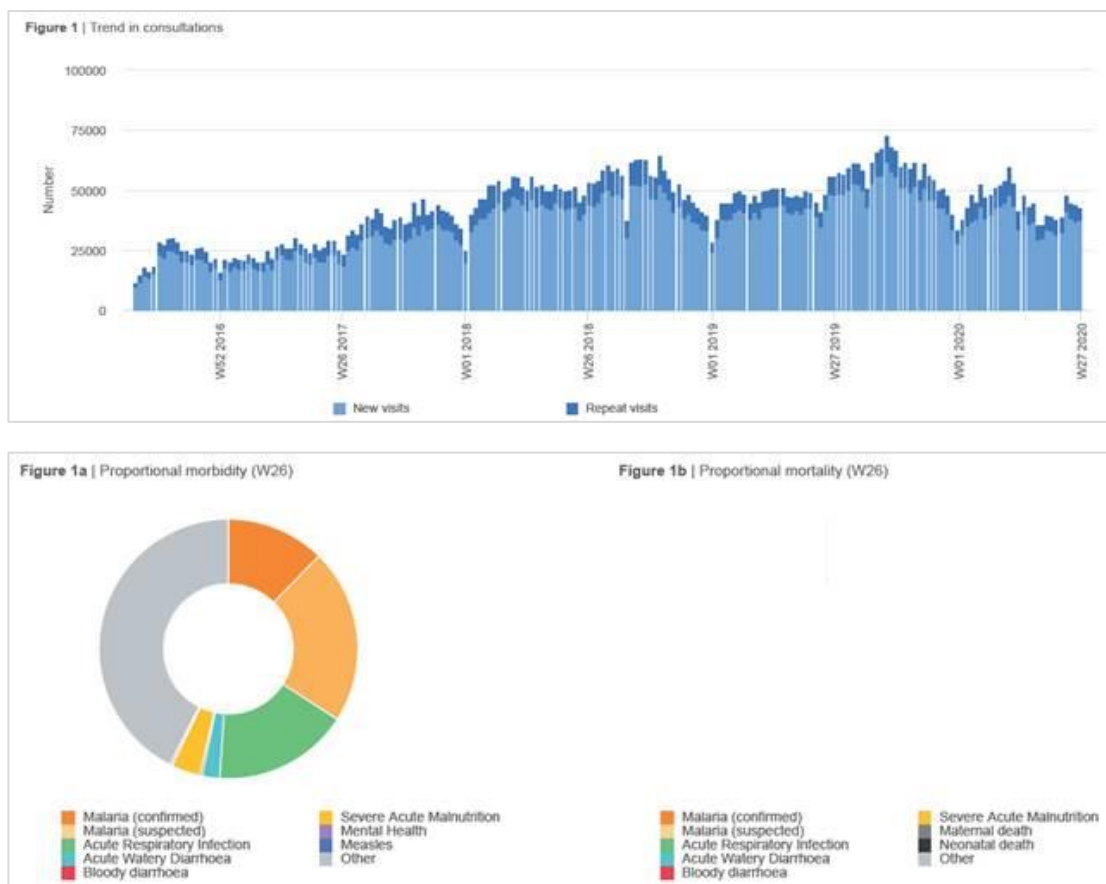 Figure 1 | Trend in consultations
100000
75000
50000
25000
0
Number
W52 2016
W26 2017
W01 2018
W26 2018
W01 2019
W27 2019
W01 2020
W27 2020
New visits
Repeat visits
Figure 1a | Proportional morbidity (W26)
Malaria (confirmed)
Malaria (suspected)
Acute Respiratory Infection
Acute Watery Diarrhoea
Bloody diarrhoea
Severe Acute Malnutrition
Mental Health
Measles
Other
Figure 1b | Proportional mortality (W26)
Malaria (confirmed)
Malaria (suspected)
Acute Respiratory Infection
Acute Watery Diarrhoea
Bloody diarrhoea
Severe Acute Malnutrition
Maternal death
Neonatal death
Other